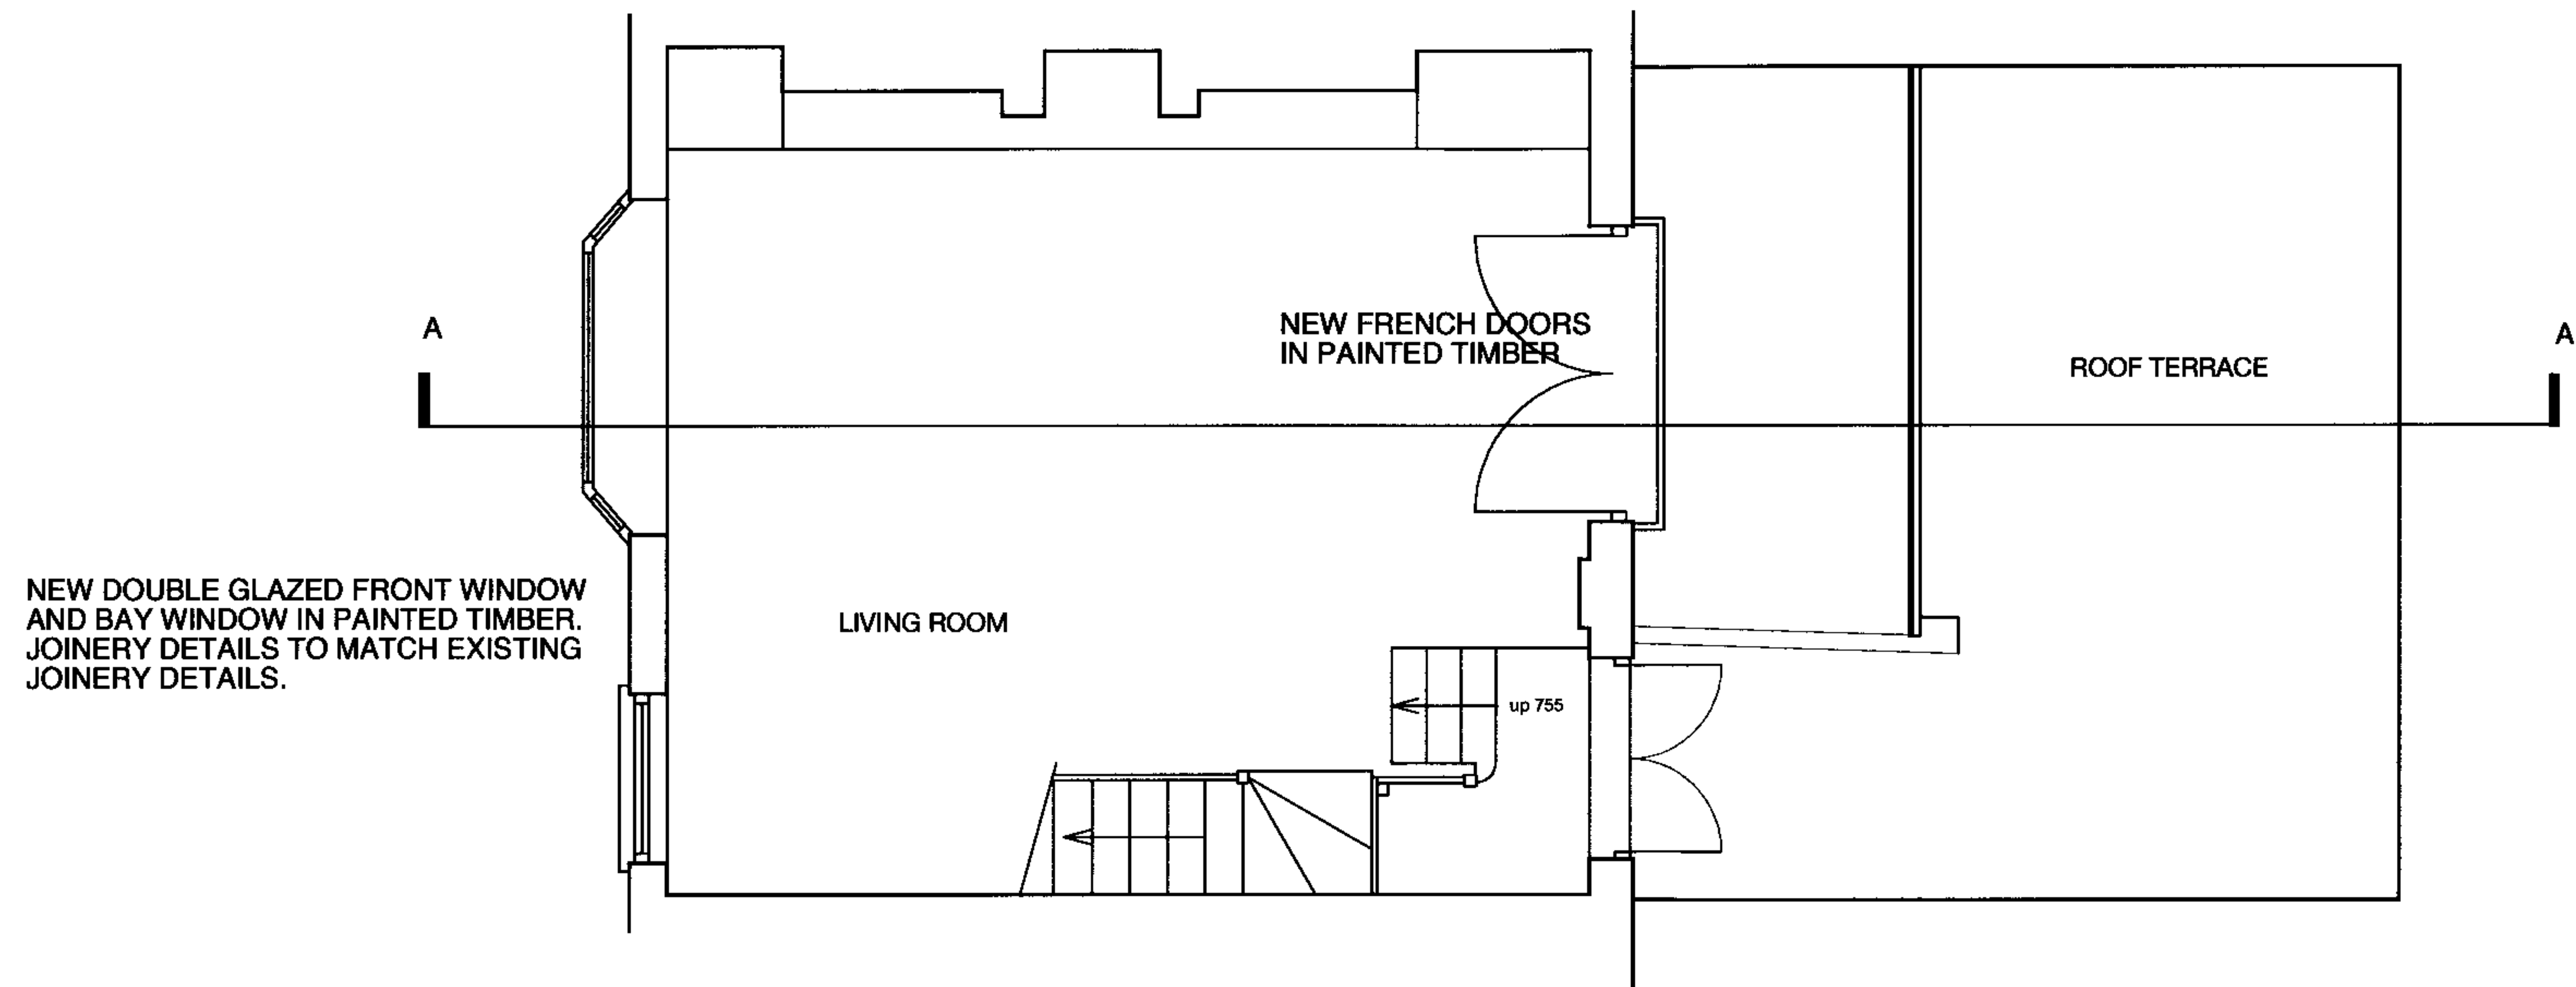 A
A
NEW FRENCH DOORS
IN PAINTED TIMBER
ROOF TERRACE
NEW DOUBLE GLAZED FRONT WINDOW
AND BAY WINDOW IN PAINTED TIMBER.
JOINERY DETAILS TO MATCH EXISTING
JOINERY DETAILS.
LIVING ROOM
up 755